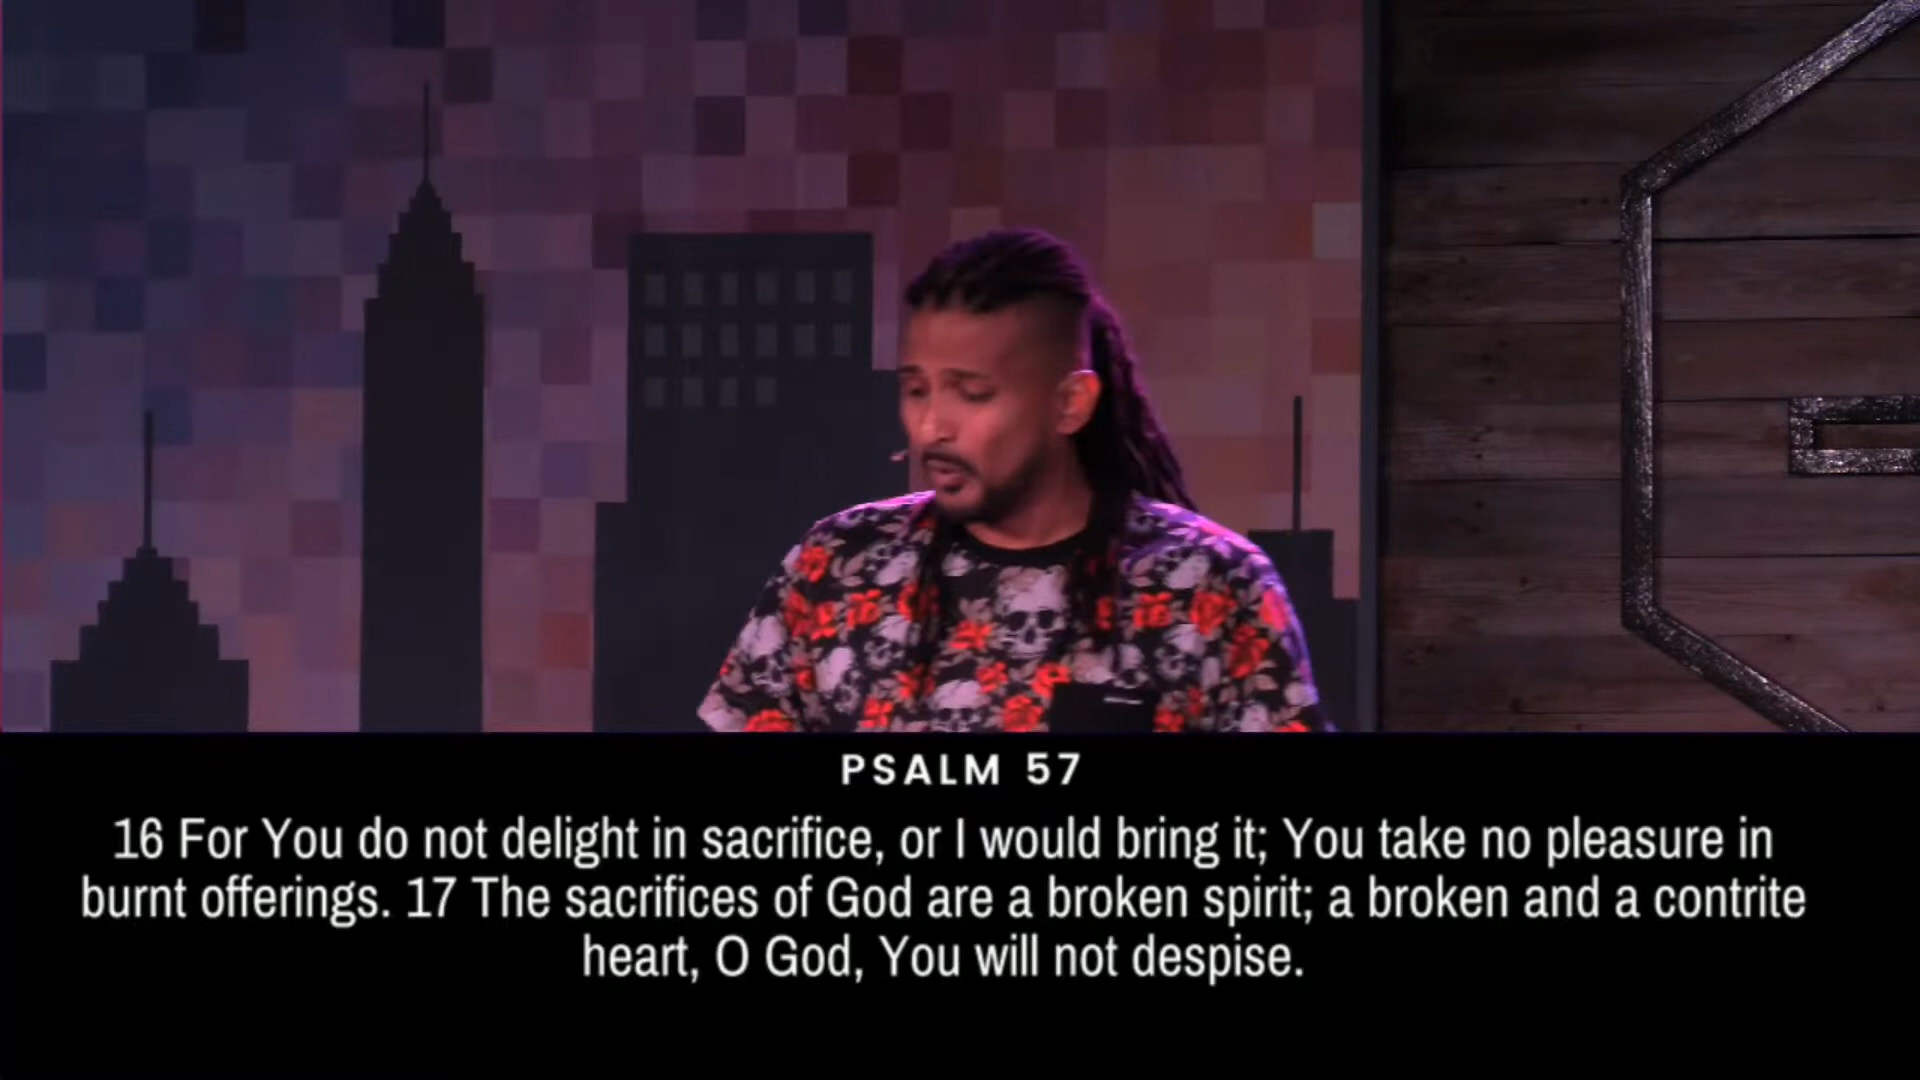 PSALM 57
16 For You do not delight in sacrifice, or I would bring it; You take no pleasure in
burnt offerings. 17 The sacrifices of God are a broken spirit; a broken and a contrite
heart, O God, You will not despise.